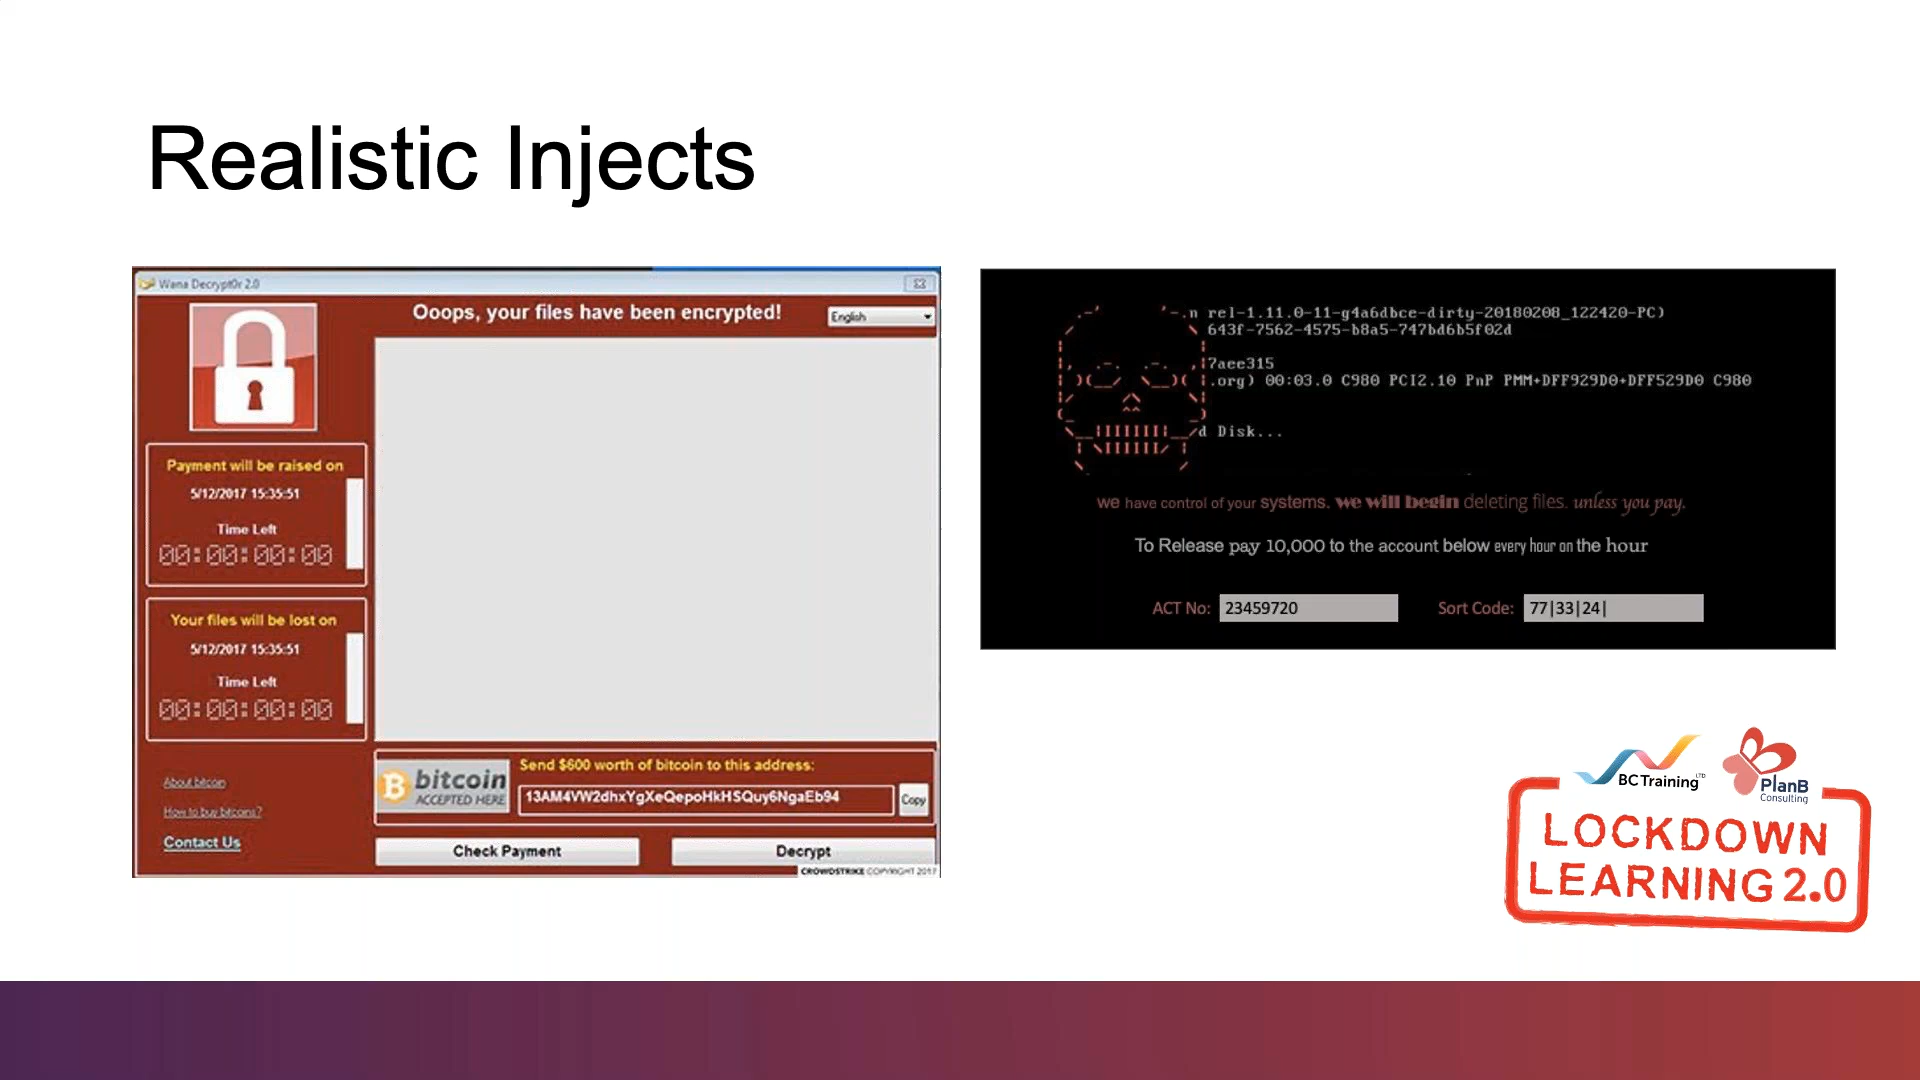 Realistic Injects
Wana Decrypt0r 2.0
Ooops, your files have been encrypted!
English
Payment will be raised on
5/12/2017 15:35:51
Time Left
00:00:00:00
Your files will be lost on
5/12/2017 15:35:51
Time Left
00:00:00:00
About bitcoin
How to buy bitcoins?
Contact Us
bitcoin
ACCEPTED HERE
Send $600 worth of bitcoin to this address:
13AM4VW2dhxYgXeQepoHkHSQuy6NgaEb94
Copy
Check Payment
Decrypt
CROWDSTRIKE COPYRIGHT 2017
n rel-1.11.0-11-g4a6dbce-dirty-20180208_122420-PC)
643f-7562-4575-b8a5-747bd6b5f02d
7aee315
.org) 00:03.0 C980 PCI2.10 PnP PMM+DFF929D0+DFF529D0 C980
d Disk...
we have control of your systems. we will begin deleting files. unless you pay.
To Release pay 10,000 to the account below every hour on the hour
ACT No: 23459720 Sort Code: 77|33|24|
BC Training LTD
PlanB
Consulting
LOCKDOWN
LEARNING 2.0